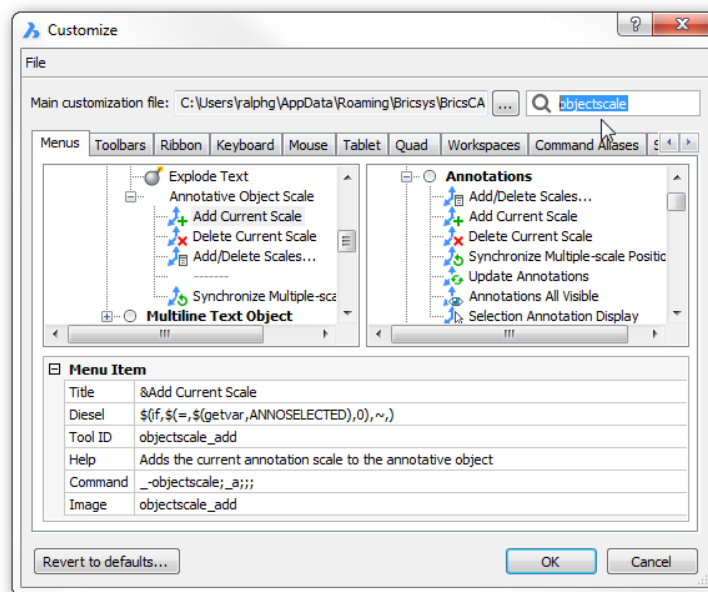 Customize
File
Main customization file: C:\Users\ralphg\AppData\Roaming\Bricsys\BricsCA ... objectscale
Menus Toolbars Ribbon Keyboard Mouse Tablet Quad Workspaces Command Aliases S
Explode Text
Annotative Object Scale
Add Current Scale
Delete Current Scale
Add/Delete Scales...
-------
Synchronize Multiple-sca
Multiline Text Object
Annotations
Add/Delete Scales...
Add Current Scale
Delete Current Scale
Synchronize Multiple-scale Positic
Update Annotations
Annotations All Visible
Selection Annotation Display
Menu Item
Title &Add Current Scale
Diesel $(if,$(=,$(getvar,ANNOSELECTED),0),~,)
Tool ID objectscale_add
Help Adds the current annotation scale to the annotative object
Command _-objectscale;_a;;;
Image objectscale_add
Revert to defaults... OK Cancel